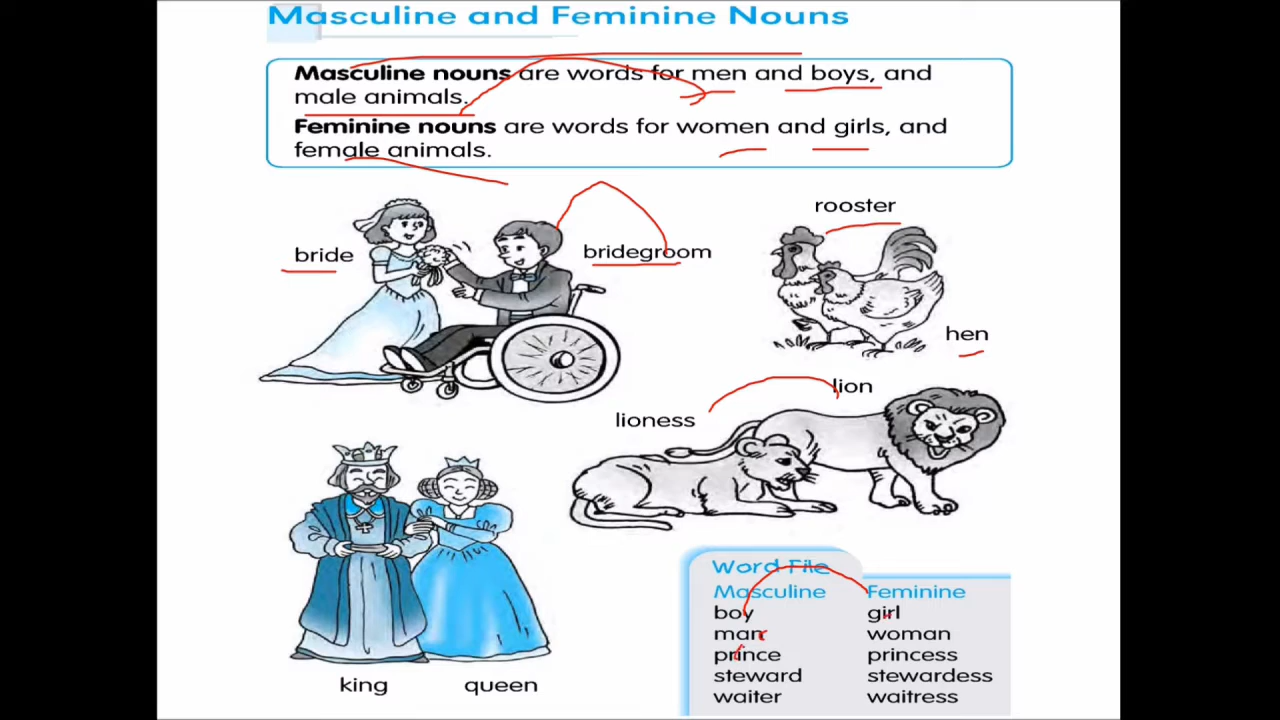 Masculine and Feminine Nouns
Masculine nouns are words for men and boys, and
male animals.
Feminine nouns are words for women and girls, and
female animals.
bride
bridegroom
rooster
hen
lioness
lion
king
queen
Word File
Masculine Feminine
boy girl
man woman
prince princess
steward stewardess
waiter waitress